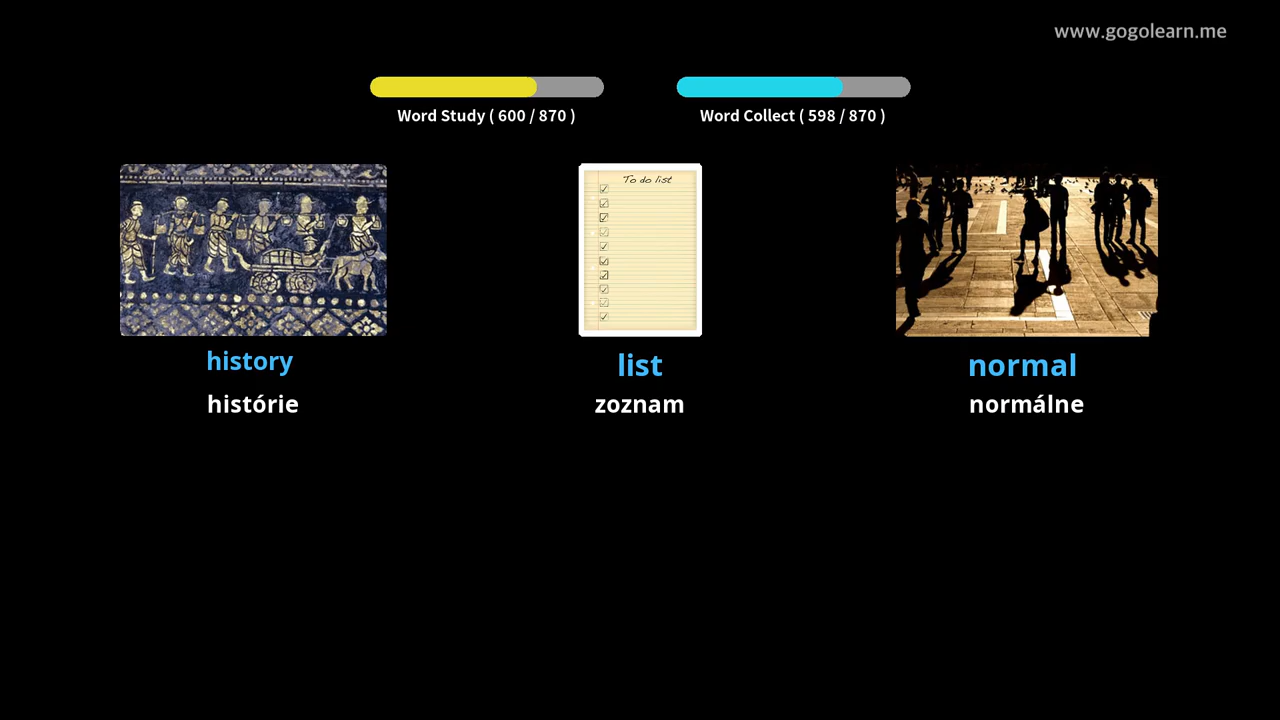 www.gogolearn.me
Word Study ( 600 / 870 )
Word Collect ( 598 / 870 )
To do list
history
list
normal
histórie
zoznam
normálne